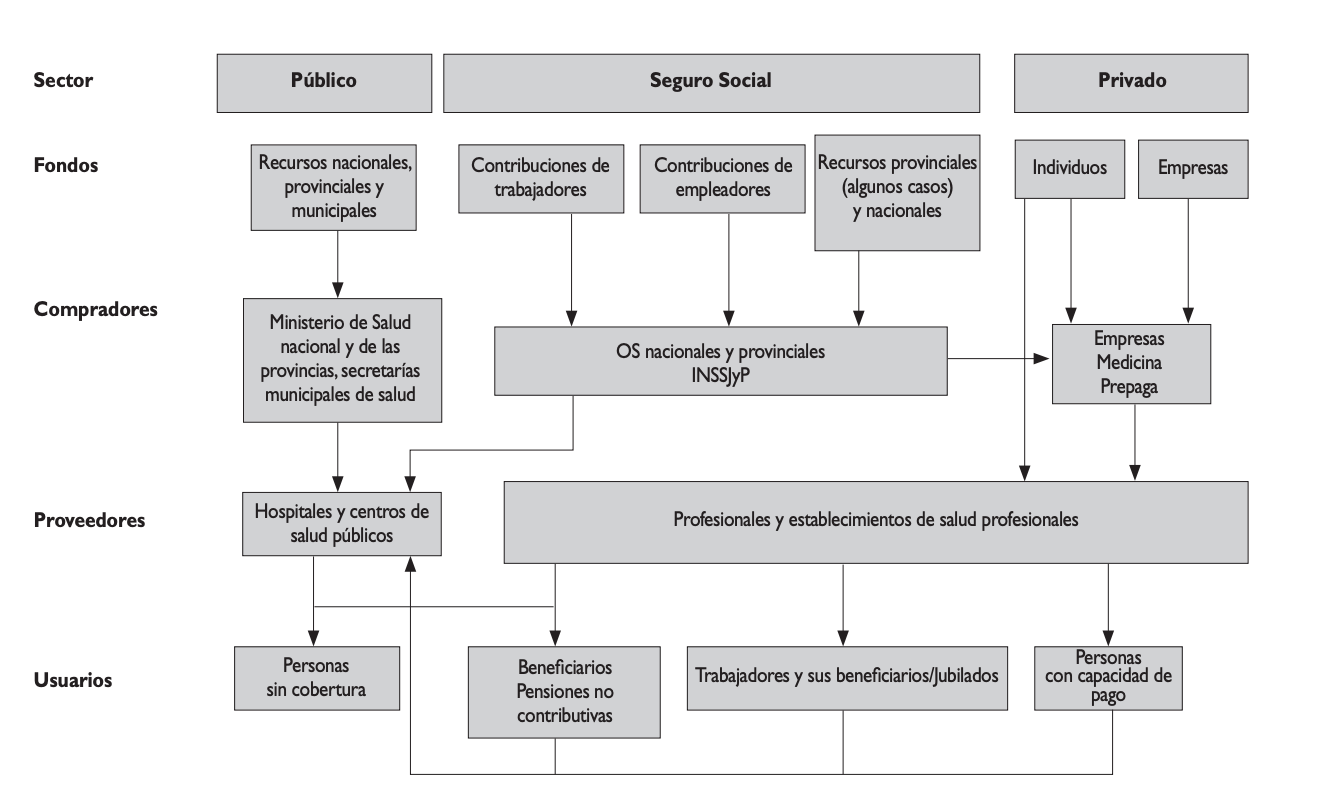 Sector
Público
Seguro Social
Privado
Fondos
Recursos nacionales,
provinciales y
municipales
Contribuciones de
trabajadores
Contribuciones de
empleadores
Recursos provinciales
(algunos casos)
y nacionales
Individuos
Empresas
Compradores
Ministerio de Salud
nacional y de las
provincias, secretarías
municipales de salud
OS nacionales y provinciales
INSSJyP
Empresas
Medicina
Prepaga
Proveedores
Hospitales y centros de
salud públicos
Profesionales y establecimientos de salud profesionales
Usuarios
Personas
sin cobertura
Beneficiarios
Pensiones no
contributivas
Trabajadores y sus beneficiarios/Jubilados
Personas
con capacidad de
pago